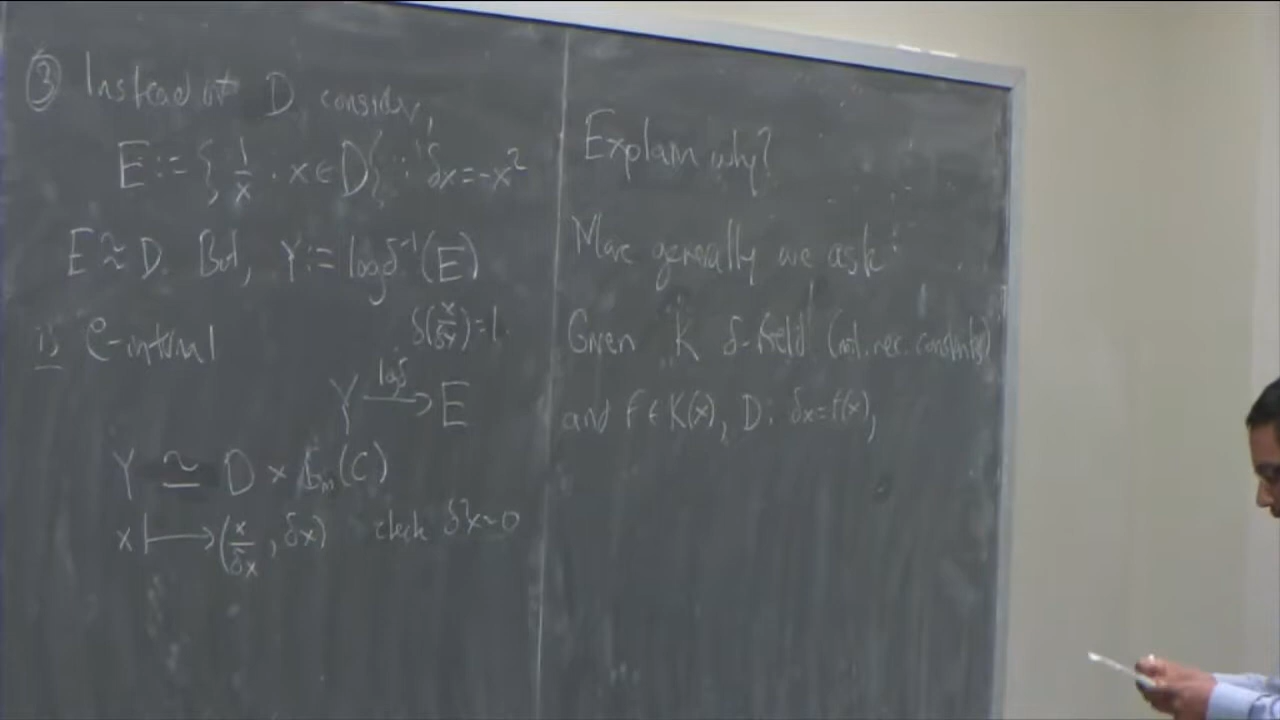 ③ Instead of D consider,
E := { 1/x : x ∈ D } : δx = -x²
E ≈ D. But, Y := logδ⁻¹(E)
is C-internal
δ(x/δx) = 1.
Y —logδ→ E
Y ≃ D × G_m(C)
x ↦ (x/δx, δx) check δ²x = 0
Explain why?
More generally we ask:
Given K δ-field (not nec. constants)
and f ∈ K(x), D: δx = f(x),